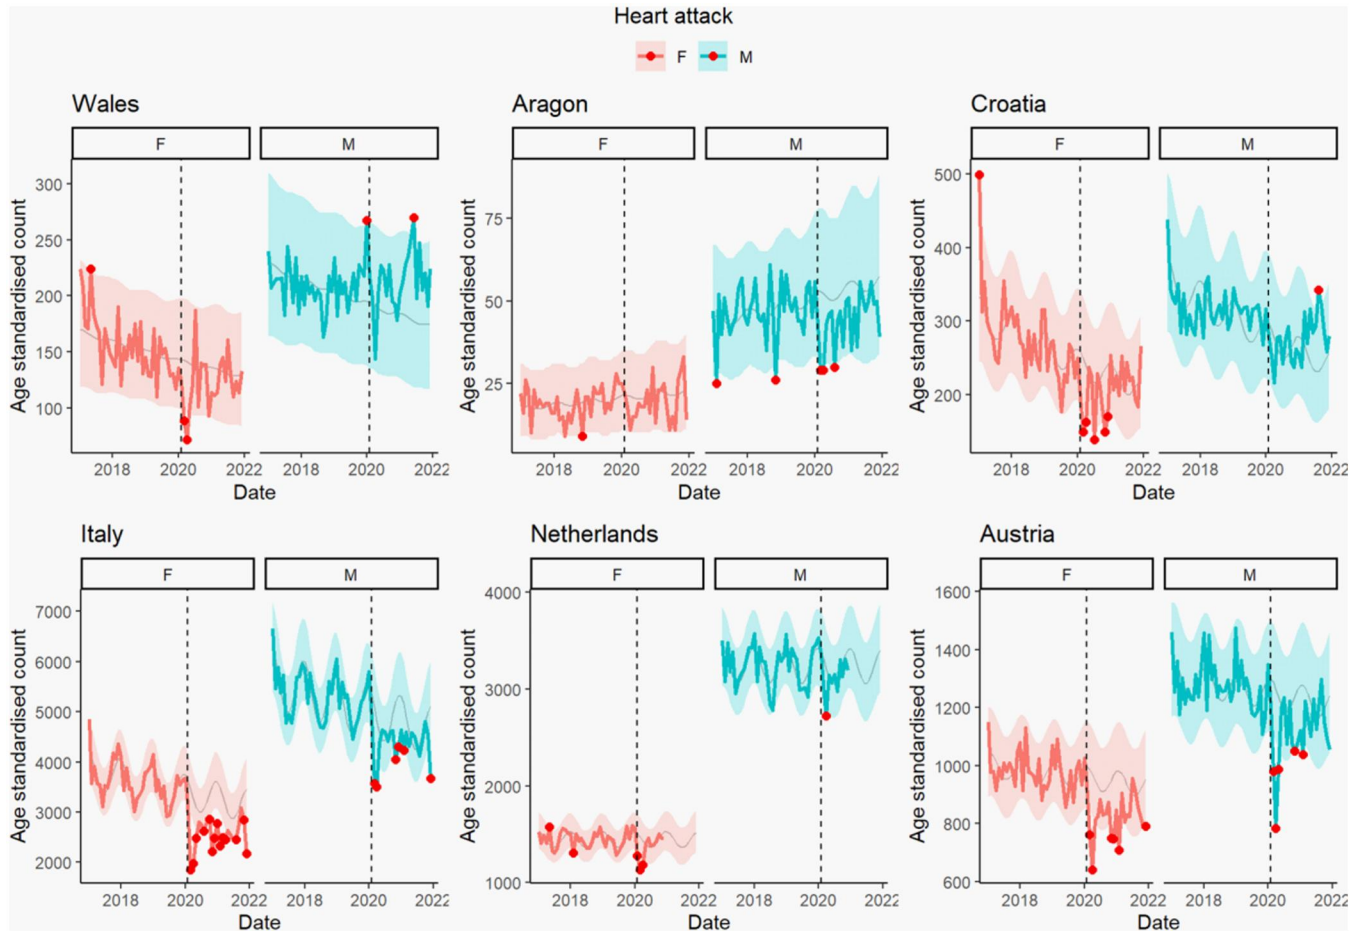 Heart attack
F M
Wales Aragon Croatia
F M F M F M
Age standardised count
300
250
200
150
100
2018 2020 2022 2018 2020 2022
Date
Age standardised count
75
50
25
2018 2020 2022 2018 2020 2022
Date
Age standardised count
500
400
300
200
2018 2020 2022 2018 2020 2022
Date
Italy Netherlands Austria
F M F M F M
Age standardised count
7000
6000
5000
4000
3000
2000
2018 2020 2022 2018 2020 2022
Date
Age standardised count
4000
3000
2000
1000
2018 2020 2022 2018 2020 2022
Date
Age standardised count
1600
1400
1200
1000
800
600
2018 2020 2022 2018 2020 2022
Date